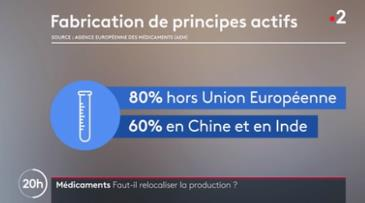 Fabrication de principes actifs
SOURCE : AGENCE EUROPÉENNE DES MÉDICAMENTS (AEM)
2
80% hors Union Européenne
60% en Chine et en Inde
20h
Médicaments Faut-il relocaliser la production ?